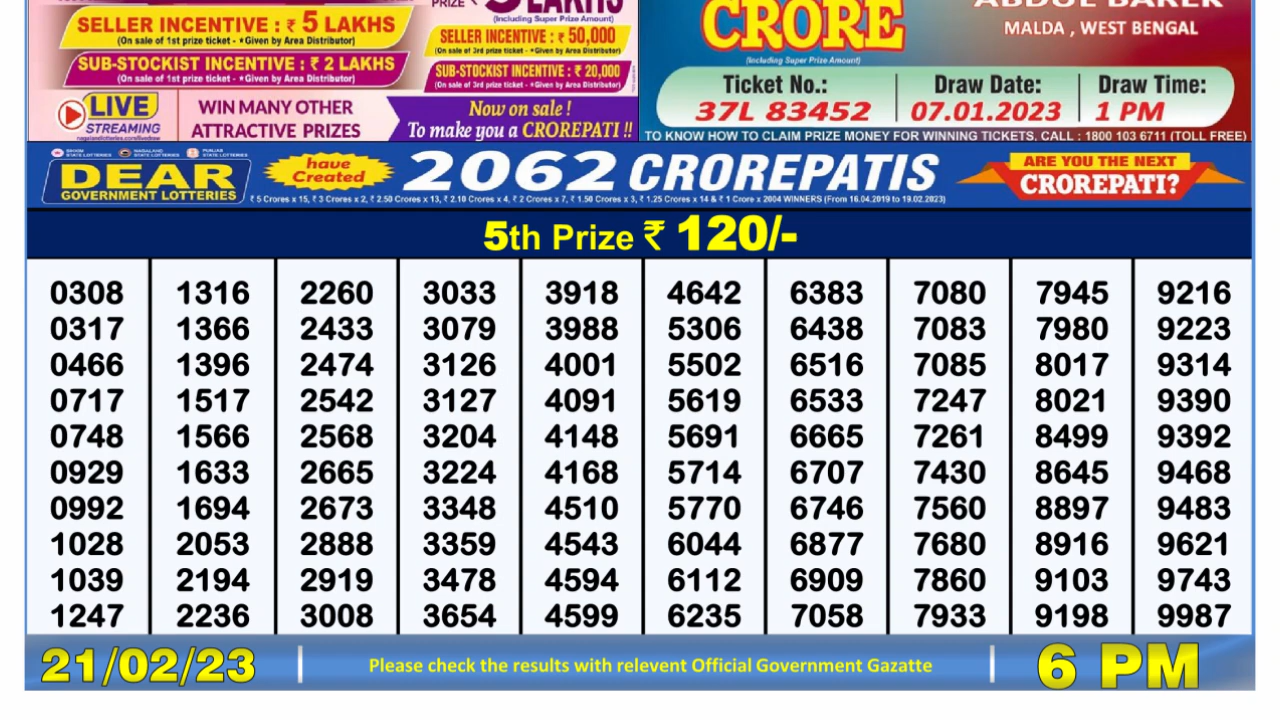 SELLER INCENTIVE : ₹ 5 LAKHS
(On sale of 1st prize ticket - *Given by Area Distributor)
SUB-STOCKIST INCENTIVE : ₹ 2 LAKHS
(On sale of 1st prize ticket - *Given by Area Distributor)
LIVE
STREAMING
WIN MANY OTHER
ATTRACTIVE PRIZES
PRIZE ₹ 5 LAKHS
(Including Super Prize Amount)
SELLER INCENTIVE : ₹ 50,000
(On sale of 3rd prize ticket - *Given by Area Distributor)
SUB-STOCKIST INCENTIVE : ₹ 20,000
(On sale of 3rd prize ticket - *Given by Area Distributor)
Now on sale !
To make you a CROREPATI !!
CRORE
(Including Super Prize Amount)
ABDUL BAKER
MALDA , WEST BENGAL
Ticket No.: Draw Date: Draw Time:
37L 83452 07.01.2023 1 PM
TO KNOW HOW TO CLAIM PRIZE MONEY FOR WINNING TICKETS, CALL : 1800 103 6711 (TOLL FREE)
DEAR
GOVERNMENT LOTTERIES
have
Created
2062 CROREPATIS
₹ 5 Crores x 15, ₹ 3 Crores x 2, ₹ 2.50 Crores x 13, ₹ 2.10 Crores x 4, ₹ 2 Crores x 7, ₹ 1.50 Crores x 3, ₹ 1.25 Crores x 14 & ₹ 1 Crore x 2004 WINNERS (From 16.04.2019 to 19.02.2023)
ARE YOU THE NEXT
CROREPATI?
5th Prize ₹ 120/-
0308 1316 2260 3033 3918 4642 6383 7080 7945 9216
0317 1366 2433 3079 3988 5306 6438 7083 7980 9223
0466 1396 2474 3126 4001 5502 6516 7085 8017 9314
0717 1517 2542 3127 4091 5619 6533 7247 8021 9390
0748 1566 2568 3204 4148 5691 6665 7261 8499 9392
0929 1633 2665 3224 4168 5714 6707 7430 8645 9468
0992 1694 2673 3348 4510 5770 6746 7560 8897 9483
1028 2053 2888 3359 4543 6044 6877 7680 8916 9621
1039 2194 2919 3478 4594 6112 6909 7860 9103 9743
1247 2236 3008 3654 4599 6235 7058 7933 9198 9987
21/02/23
Please check the results with relevent Official Government Gazatte
6 PM